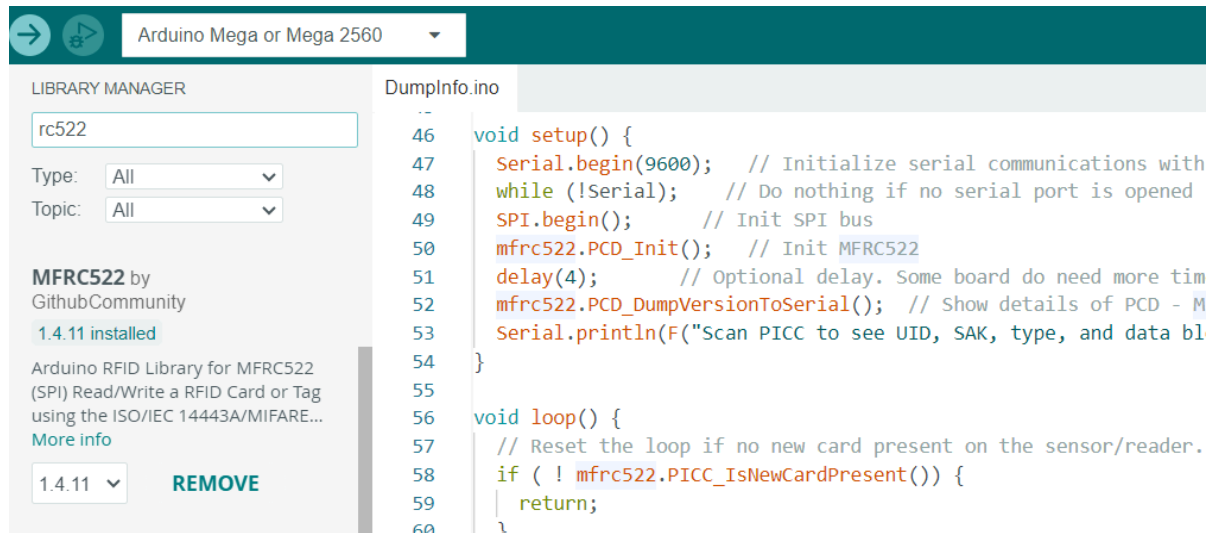 Arduino Mega or Mega 2560
LIBRARY MANAGER
rc522
Type: All
Topic: All
MFRC522 by
GithubCommunity
1.4.11 installed
Arduino RFID Library for MFRC522
(SPI) Read/Write a RFID Card or Tag
using the ISO/IEC 14443A/MIFARE...
More info
1.4.11 REMOVE
DumpInfo.ino
46 void setup() {
47 Serial.begin(9600); // Initialize serial communications with
48 while (!Serial); // Do nothing if no serial port is opened
49 SPI.begin(); // Init SPI bus
50 mfrc522.PCD_Init(); // Init MFRC522
51 delay(4); // Optional delay. Some board do need more tim
52 mfrc522.PCD_DumpVersionToSerial(); // Show details of PCD - M
53 Serial.println(F("Scan PICC to see UID, SAK, type, and data bl
54 }
55
56 void loop() {
57 // Reset the loop if no new card present on the sensor/reader.
58 if ( ! mfrc522.PICC_IsNewCardPresent()) {
59 return;
60 }